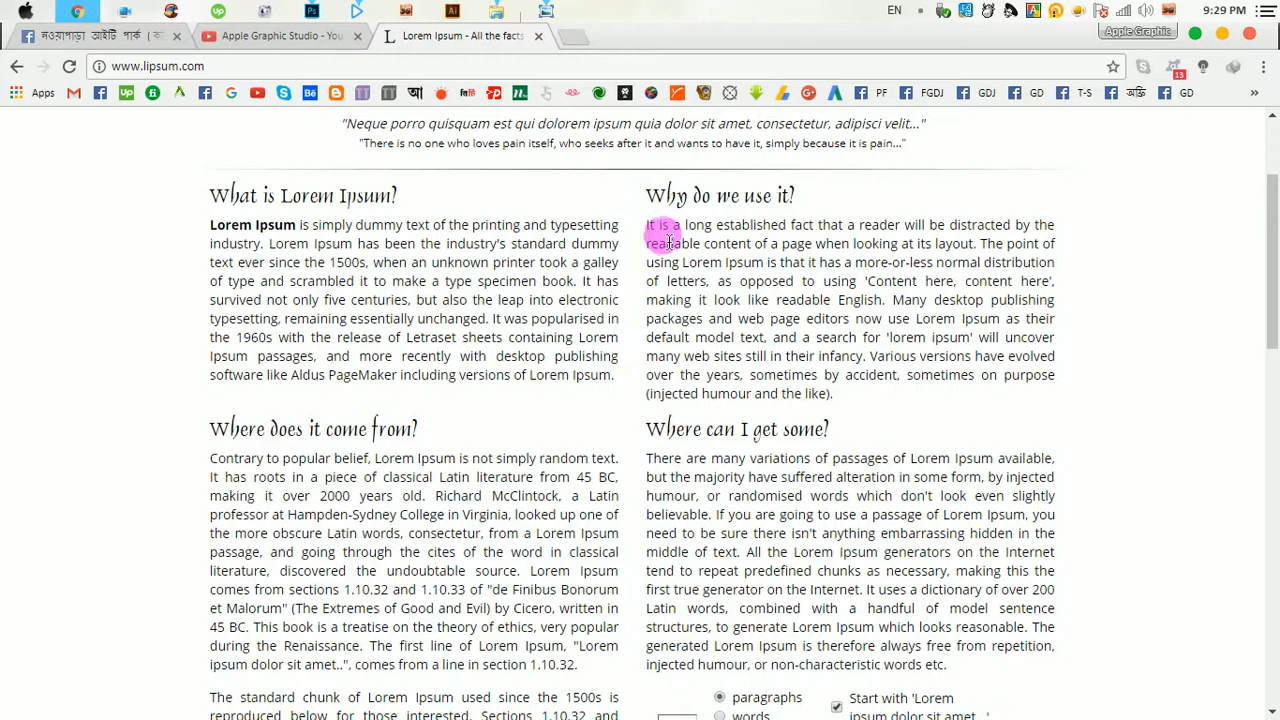 EN
9:29 PM
নওয়াপাড়া আইটি পার্ক ( ক
Apple Graphic Studio - You
Lorem Ipsum - All the facts
Apple Graphic
www.lipsum.com
13
Apps
PF
FGDJ
GDJ
GD
T-S
GD
"Neque porro quisquam est qui dolorem ipsum quia dolor sit amet, consectetur, adipisci velit..."
"There is no one who loves pain itself, who seeks after it and wants to have it, simply because it is pain..."
What is Lorem Ipsum?
Lorem Ipsum is simply dummy text of the printing and typesetting
industry. Lorem Ipsum has been the industry's standard dummy
text ever since the 1500s, when an unknown printer took a galley
of type and scrambled it to make a type specimen book. It has
survived not only five centuries, but also the leap into electronic
typesetting, remaining essentially unchanged. It was popularised in
the 1960s with the release of Letraset sheets containing Lorem
Ipsum passages, and more recently with desktop publishing
software like Aldus PageMaker including versions of Lorem Ipsum.
Why do we use it?
It is a long established fact that a reader will be distracted by the
readable content of a page when looking at its layout. The point of
using Lorem Ipsum is that it has a more-or-less normal distribution
of letters, as opposed to using 'Content here, content here',
making it look like readable English. Many desktop publishing
packages and web page editors now use Lorem Ipsum as their
default model text, and a search for 'lorem ipsum' will uncover
many web sites still in their infancy. Various versions have evolved
over the years, sometimes by accident, sometimes on purpose
(injected humour and the like).
Where does it come from?
Contrary to popular belief, Lorem Ipsum is not simply random text.
It has roots in a piece of classical Latin literature from 45 BC,
making it over 2000 years old. Richard McClintock, a Latin
professor at Hampden-Sydney College in Virginia, looked up one of
the more obscure Latin words, consectetur, from a Lorem Ipsum
passage, and going through the cites of the word in classical
literature, discovered the undoubtable source. Lorem Ipsum
comes from sections 1.10.32 and 1.10.33 of "de Finibus Bonorum
et Malorum" (The Extremes of Good and Evil) by Cicero, written in
45 BC. This book is a treatise on the theory of ethics, very popular
during the Renaissance. The first line of Lorem Ipsum, "Lorem
ipsum dolor sit amet..", comes from a line in section 1.10.32.
The standard chunk of Lorem Ipsum used since the 1500s is
reproduced below for those interested. Sections 1.10.32 and
Where can I get some?
There are many variations of passages of Lorem Ipsum available,
but the majority have suffered alteration in some form, by injected
humour, or randomised words which don't look even slightly
believable. If you are going to use a passage of Lorem Ipsum, you
need to be sure there isn't anything embarrassing hidden in the
middle of text. All the Lorem Ipsum generators on the Internet
tend to repeat predefined chunks as necessary, making this the
first true generator on the Internet. It uses a dictionary of over 200
Latin words, combined with a handful of model sentence
structures, to generate Lorem Ipsum which looks reasonable. The
generated Lorem Ipsum is therefore always free from repetition,
injected humour, or non-characteristic words etc.
paragraphs
words
Start with 'Lorem
ipsum dolor sit amet...'